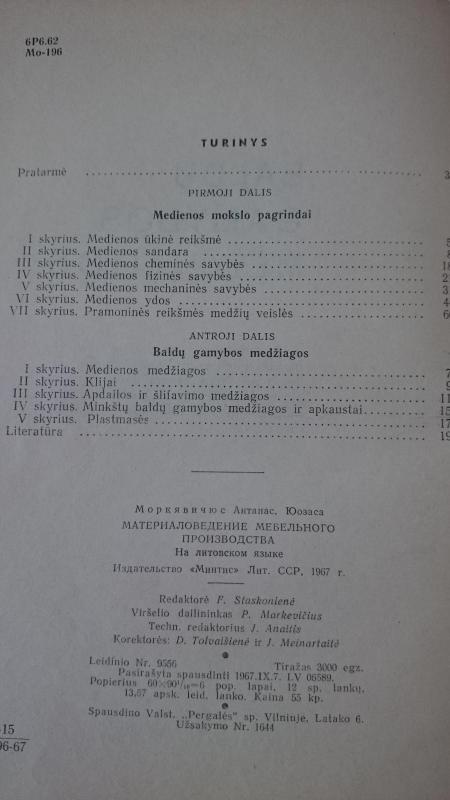 6P6.62
Mo-196
TURINYS
Pratarmė 3
PIRMOJI DALIS
Medienos mokslo pagrindai
I skyrius. Medienos ūkinė reikšmė
II skyrius. Medienos sandara
III skyrius. Medienos cheminės savybės
IV skyrius. Medienos fizinės savybės
V skyrius. Medienos mechaninės savybės
VI skyrius. Medienos ydos
VII skyrius. Pramoninės reikšmės medžių veislės
ANTROJI DALIS
Baldų gamybos medžiagos
I skyrius. Medienos medžiagos
II skyrius. Klijai
III skyrius. Apdailos ir šlifavimo medžiagos
IV skyrius. Minkštų baldų gamybos medžiagos ir apkaustai
V skyrius. Plastmasės
Literatūra
Моркявичюс Антанас, Юозаса
МАТЕРИАЛОВЕДЕНИЕ МЕБЕЛЬНОГО
ПРОИЗВОДСТВА
На литовском языке
Издательство «Минтис» Лит. ССР, 1967 г.
Redaktorė F. Staskonienė
Viršelio dailininkas P. Markevičius
Techn. redaktorius J. Anaitis
Korektorės: D. Tolvaišienė ir J. Meinartaitė
Leidinio Nr. 9556 Tiražas 3000 egz.
Pasirašyta spausdinti 1967.IX.7. LV 06589.
Popierius 60×90¹/₁₆=6 pop. lapai, 12 sp. lankų,
13,67 apsk. leid. lanko. Kaina 55 kp.
Spausdino Valst. „Pergalės" sp. Vilniuje, Latako 6.
Užsakymo Nr. 1644
-15
96-67